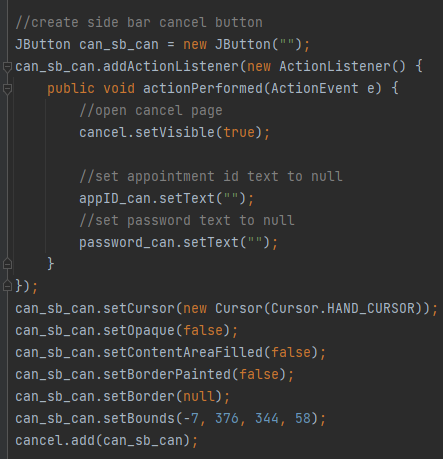 //create side bar cancel button
JButton can_sb_can = new JButton("");
can_sb_can.addActionListener(new ActionListener() {
    public void actionPerformed(ActionEvent e) {
        //open cancel page
        cancel.setVisible(true);

        //set appointment id text to null
        appID_can.setText("");
        //set password text to null
        password_can.setText("");
    }
});
can_sb_can.setCursor(new Cursor(Cursor.HAND_CURSOR));
can_sb_can.setOpaque(false);
can_sb_can.setContentAreaFilled(false);
can_sb_can.setBorderPainted(false);
can_sb_can.setBorder(null);
can_sb_can.setBounds(-7, 376, 344, 58);
cancel.add(can_sb_can);